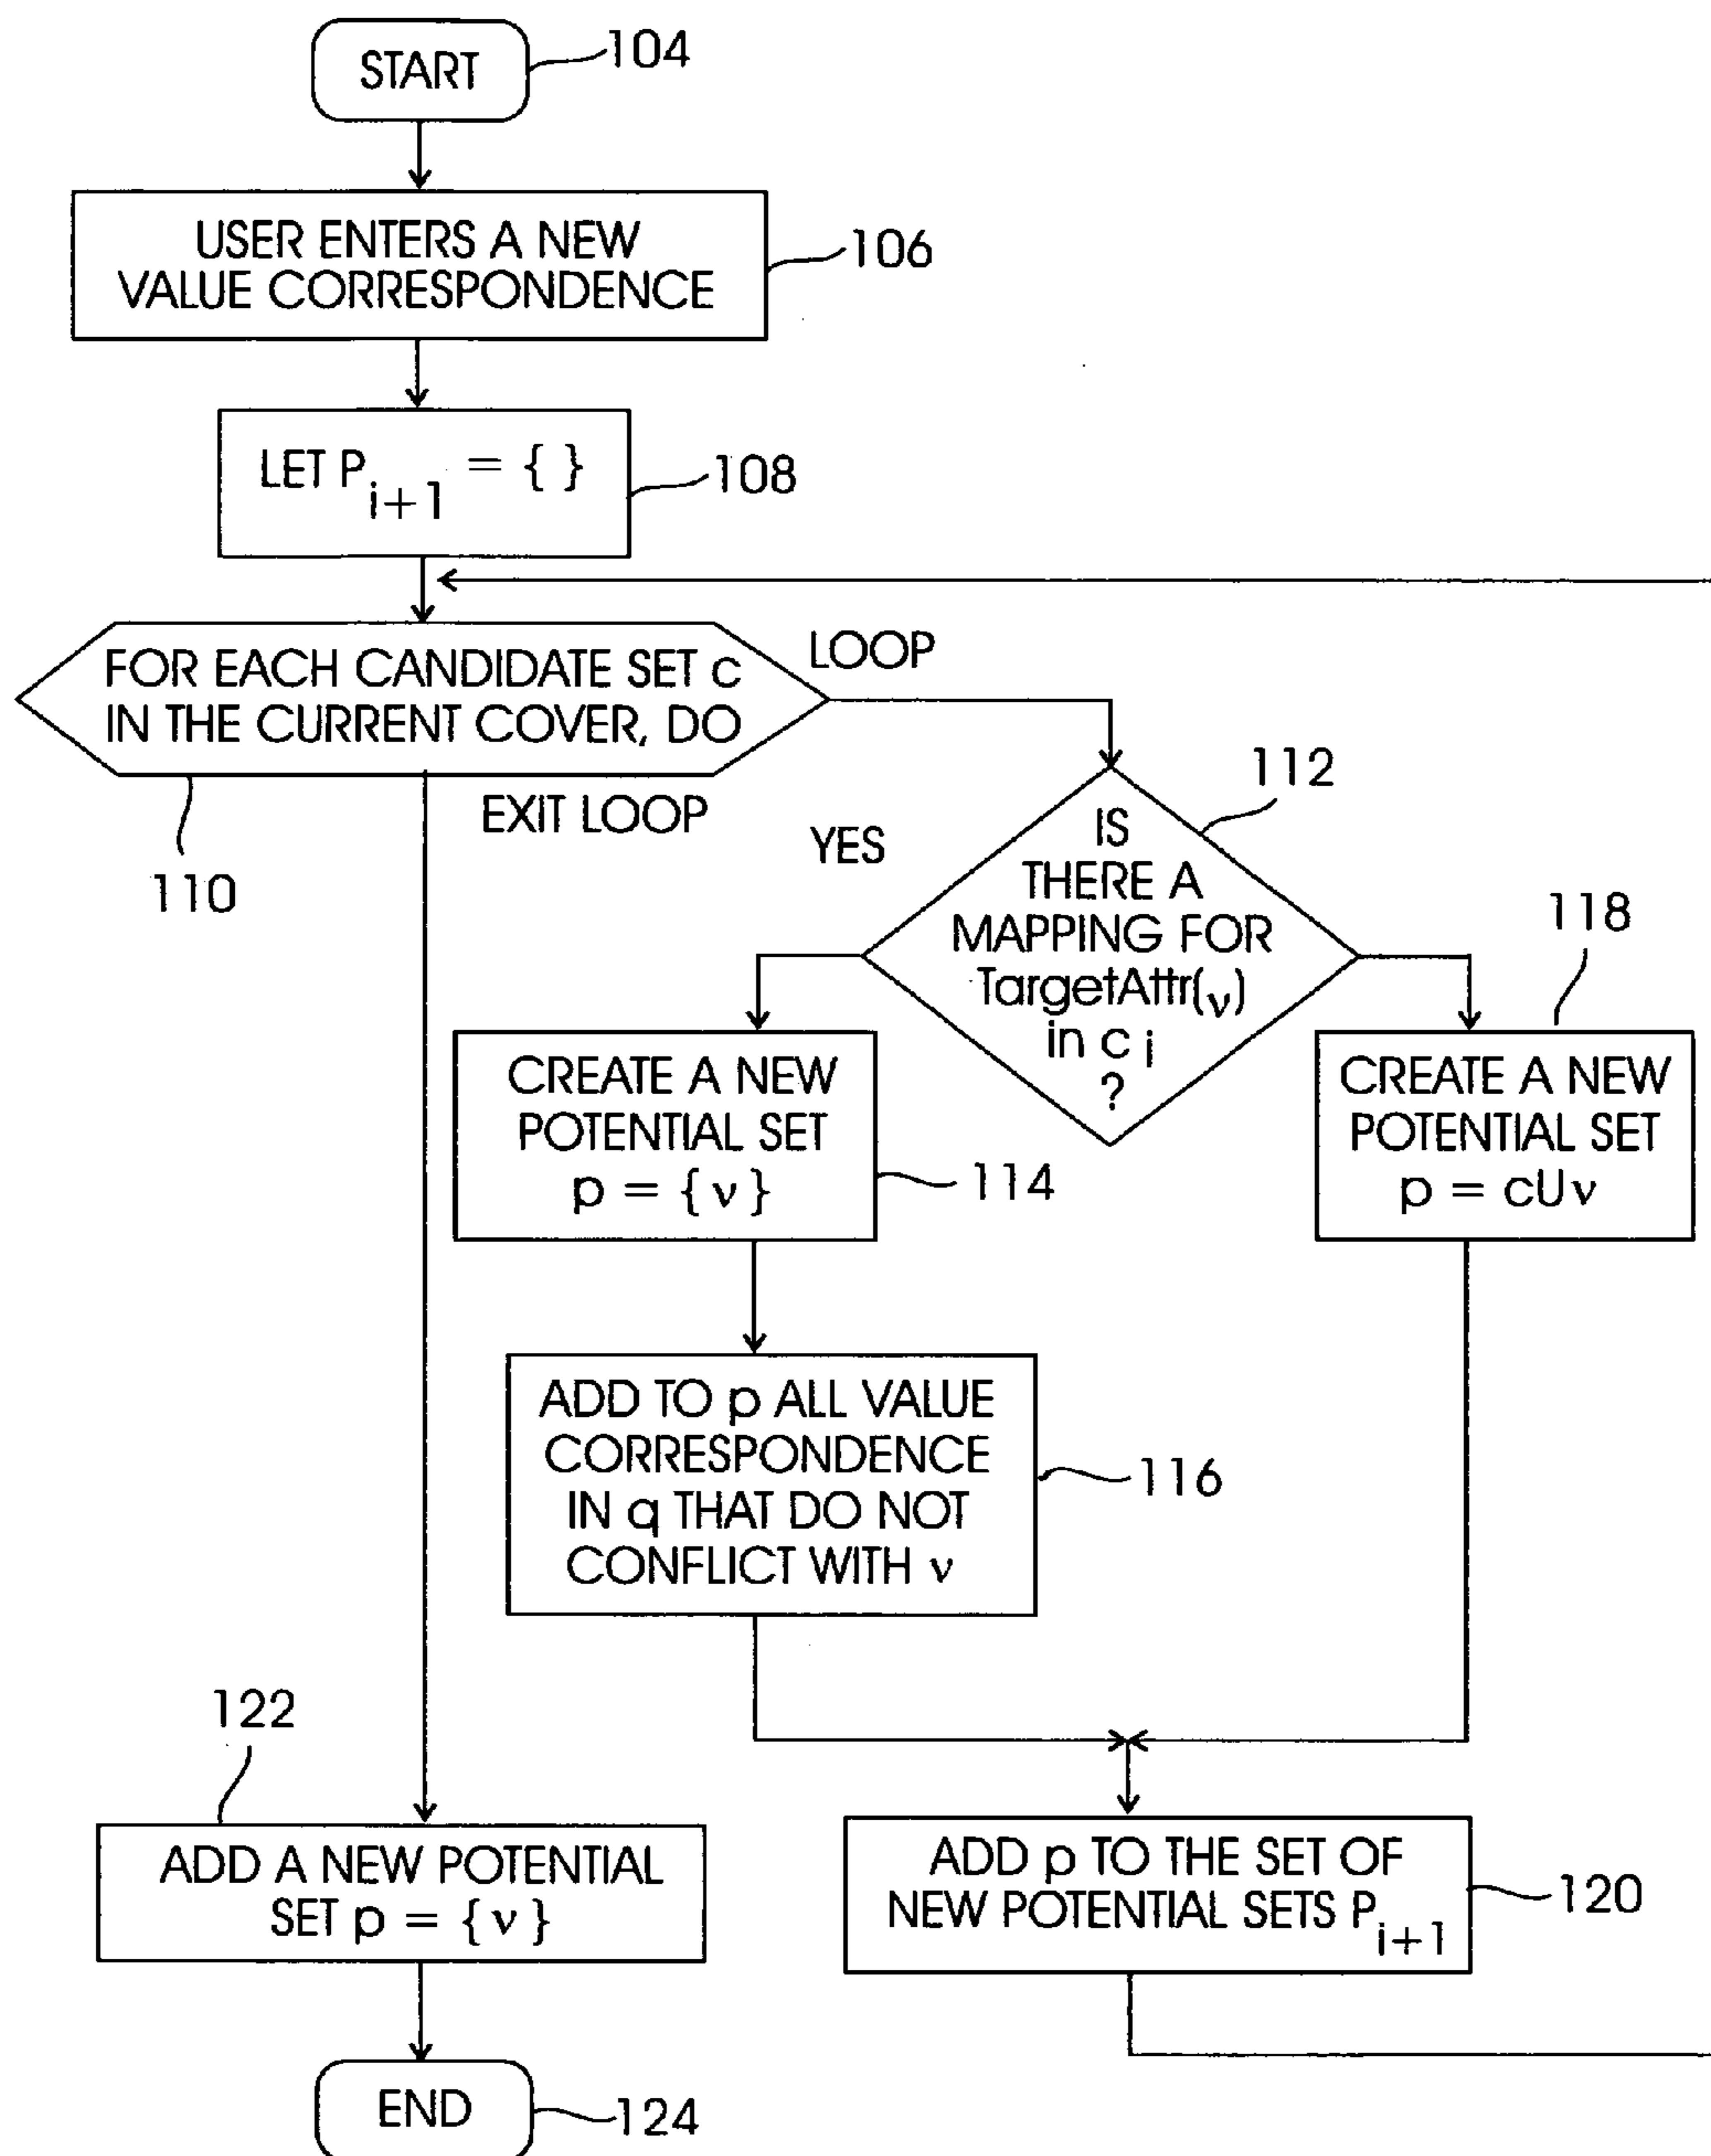 START
104
USER ENTERS A NEW
VALUE CORRESPONDENCE
106
LET P i+1 = { }
108
FOR EACH CANDIDATE SET c
IN THE CURRENT COVER, DO
LOOP
EXIT LOOP
110
YES
112
IS
THERE A
MAPPING FOR
TargetAttr(ν)
in c i
?
118
CREATE A NEW
POTENTIAL SET
p = { ν }
114
CREATE A NEW
POTENTIAL SET
p = cUν
ADD TO p ALL VALUE
CORRESPONDENCE
IN q THAT DO NOT
CONFLICT WITH ν
116
122
ADD A NEW POTENTIAL
SET p = { ν }
ADD p TO THE SET OF
NEW POTENTIAL SETS P i+1
120
END
124